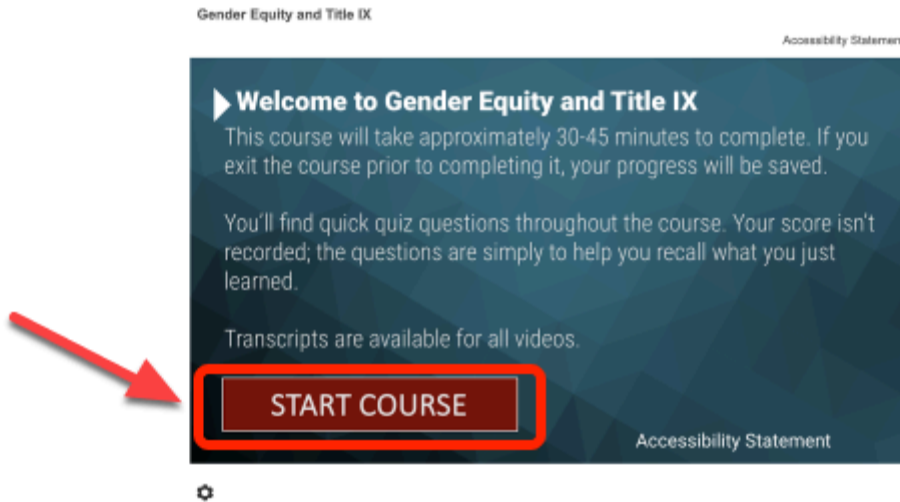 Gender Equity and Title IX
Accessibility Statemen
Welcome to Gender Equity and Title IX
This course will take approximately 30-45 minutes to complete. If you
exit the course prior to completing it, your progress will be saved.
You'll find quick quiz questions throughout the course. Your score isn't
recorded; the questions are simply to help you recall what you just
learned.
Transcripts are available for all videos.
START COURSE
Accessibility Statement